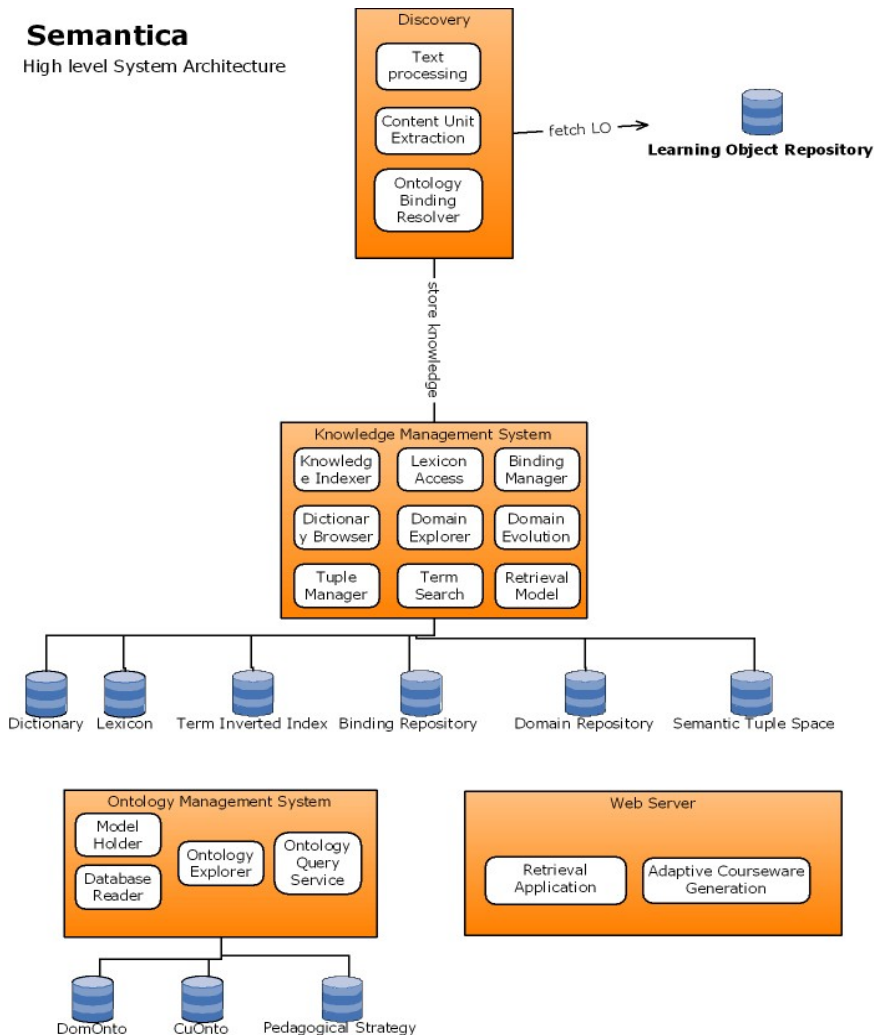 Semantica
High level System Architecture
Discovery
Text
processing
Content Unit
Extraction
Ontology
Binding
Resolver
fetch LO
Learning Object Repository
store knowledge
Knowledge Management System
Knowledg
e Indexer
Lexicon
Access
Binding
Manager
Dictionar
y Browser
Domain
Explorer
Domain
Evolution
Tuple
Manager
Term
Search
Retrieval
Model
Dictionary
Lexicon
Term Inverted Index
Binding Repository
Domain Repository
Semantic Tuple Space
Ontology Management System
Model
Holder
Database
Reader
Ontology
Explorer
Ontology
Query
Service
DomOnto
CuOnto
Pedagogical Strategy
Web Server
Retrieval
Application
Adaptive Courseware
Generation